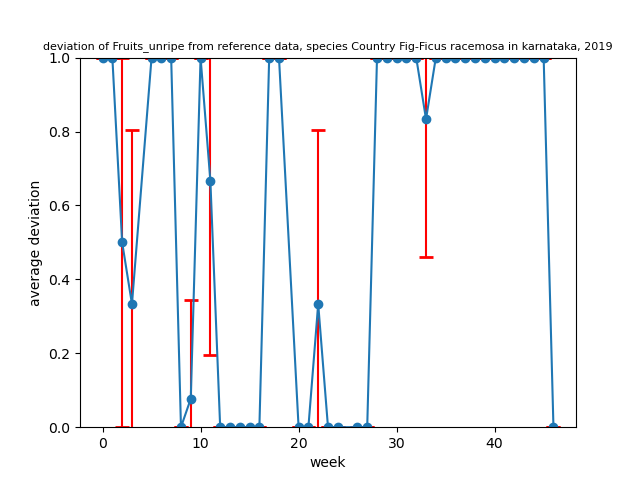 deviation of Fruits_unripe from reference data, species Country Fig-Ficus racemosa in karnataka, 2019
1.0
0.8
0.6
0.4
0.2
0.0
average deviation
0 10 20 30 40
week